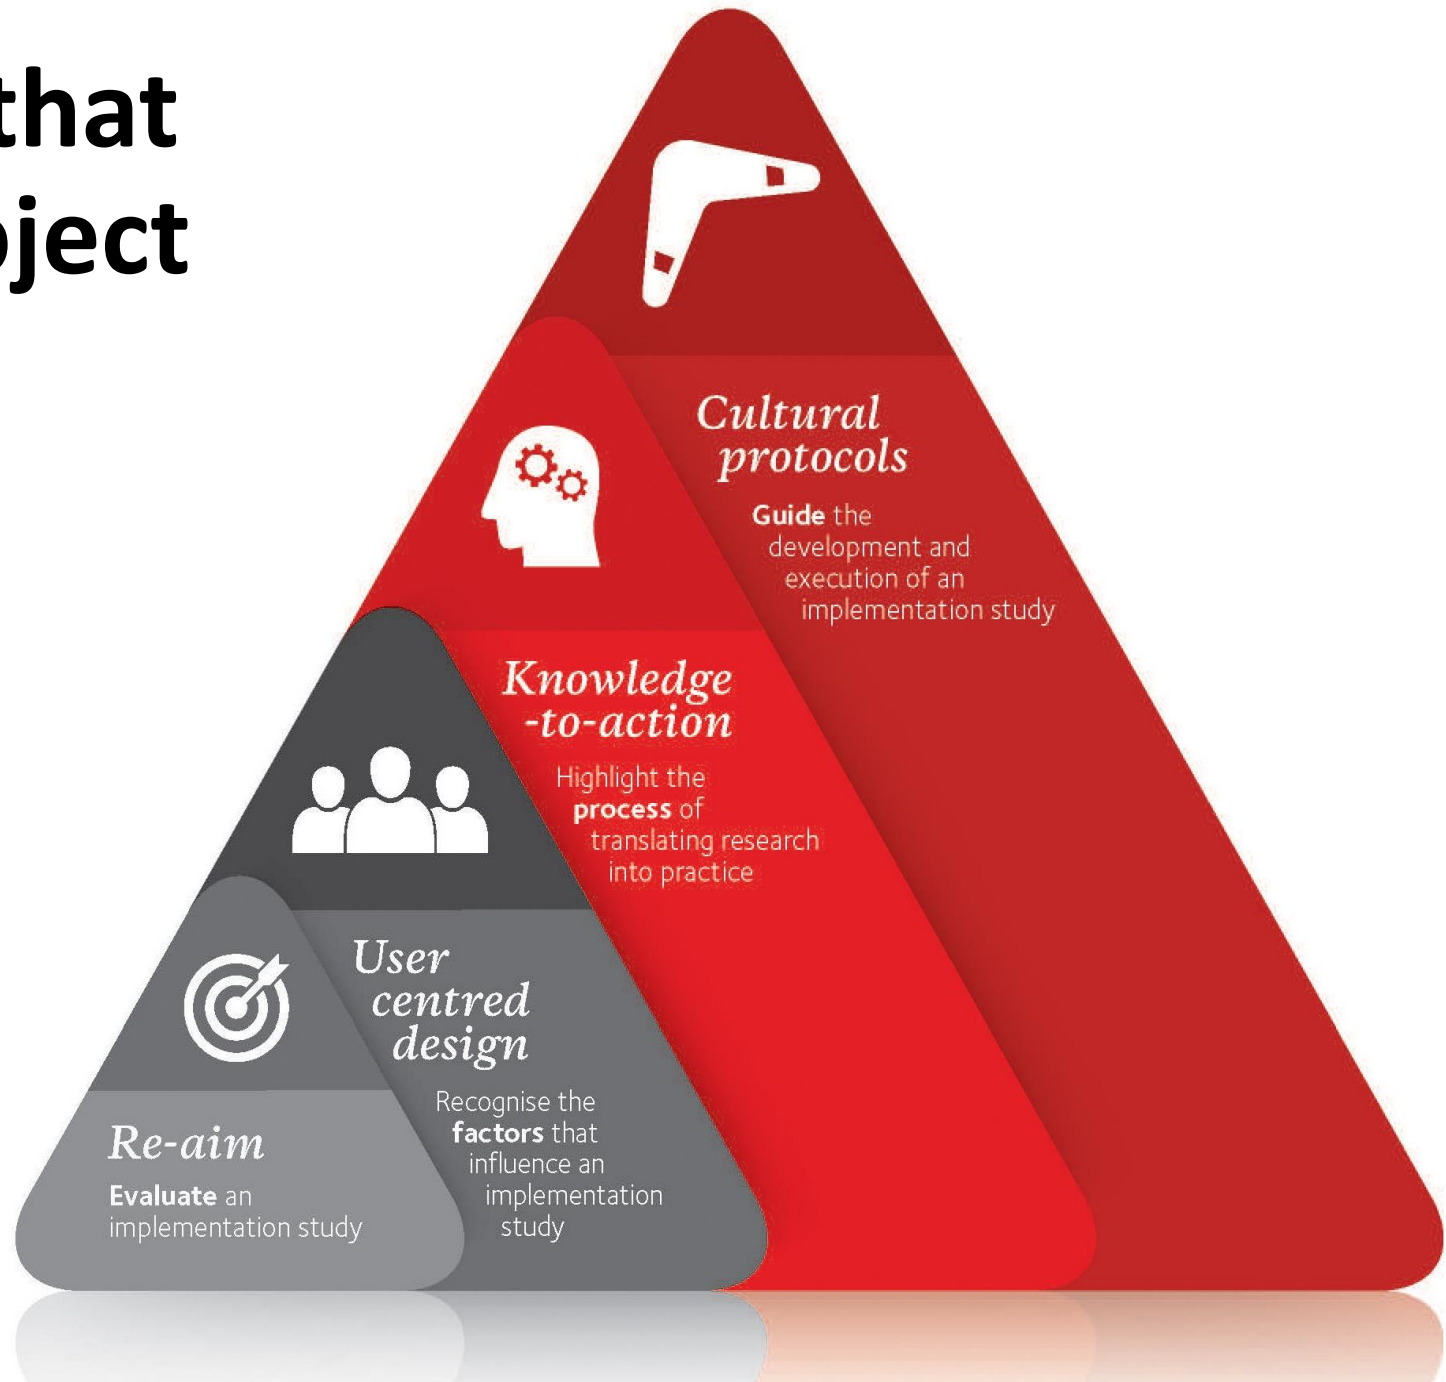 that
oject
Cultural
protocols
Guide the
development and
execution of an
implementation study
Knowledge
-to-action
Highlight the
process of
translating research
into practice
User
centred
design
Recognise the
factors that
influence an
implementation
study
Re-aim
Evaluate an
implementation study